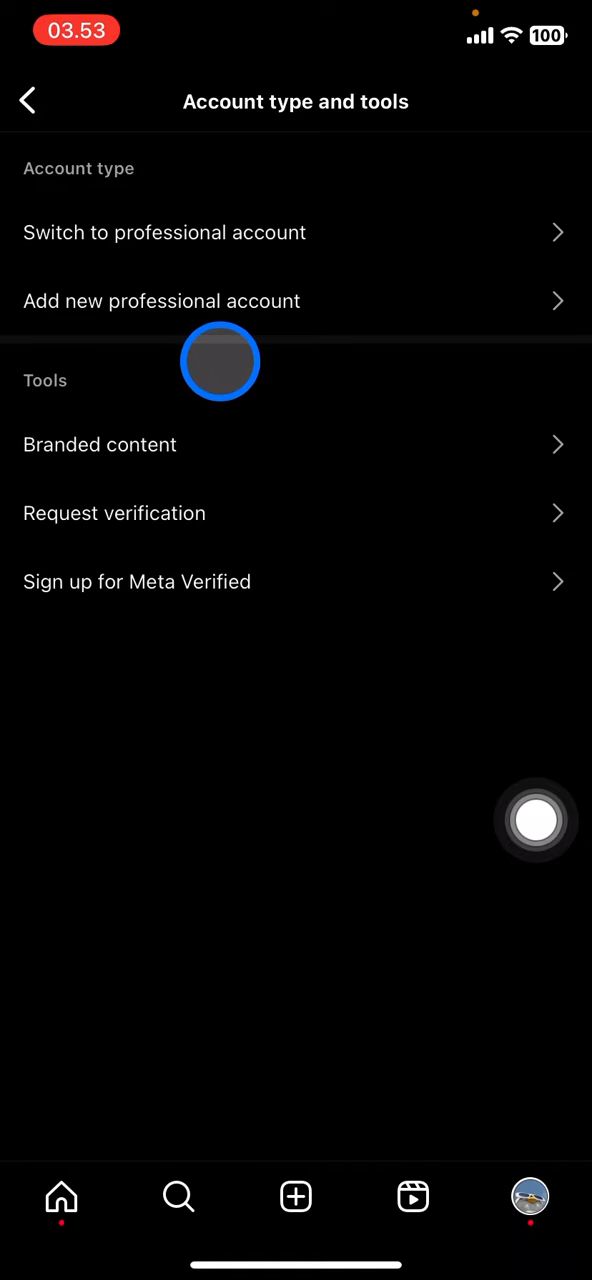 03.53
100
Account type and tools
Account type
Switch to professional account
Add new professional account
Tools
Branded content
Request verification
Sign up for Meta Verified